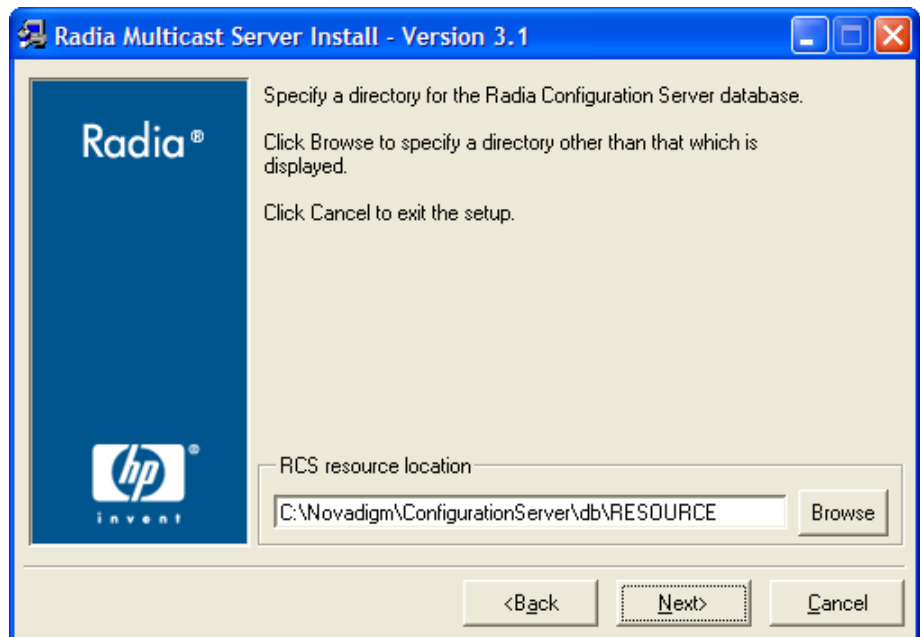 Radia Multicast Server Install - Version 3.1
Radia®
Specify a directory for the Radia Configuration Server database.
Click Browse to specify a directory other than that which is
displayed.
Click Cancel to exit the setup.
hp®
invent
RCS resource location
C:\Novadigm\ConfigurationServer\db\RESOURCE
Browse
<Back
Next>
Cancel